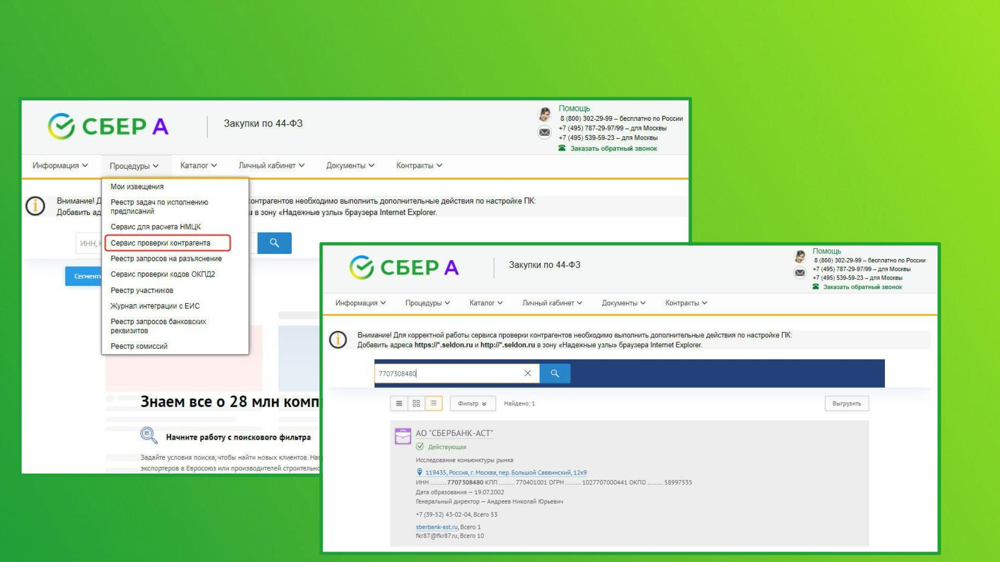 СБЕР А
Закупки по 44-ФЗ
Помощь
8 (800) 302-29-99 – бесплатно по России
+7 (495) 787-29-97/99 – для Москвы
+7 (495) 539-59-23 – для Москвы
Заказать обратный звонок
Информация Процедуры Каталог Личный кабинет Документы Контракты
Мои извещения
Реестр задач по исполнению
предписаний
Сервис для расчета НМЦК
Сервис проверки контрагента
Реестр запросов на разъяснение
Сервис проверки кодов ОКПД2
Реестр участников
Журнал интеграции с ЕИС
Реестр запросов банковских
реквизитов
Реестр комиссий
Внимание! Д онтрагентов необходимо выполнить дополнительные действия по настройке ПК:
Добавить ад u в зону «Надежные узлы» браузера Internet Explorer.
ИНН,
Сегмент
Знаем все о 28 млн комп
Начните работу с поискового фильтра
Задайте условия поиска, чтобы найти новых клиентов. На
экспортеров в Евросоюз или производителей строительно
СБЕР А
Закупки по 44-ФЗ
Помощь
8 (800) 302-29-99 – бесплатно по России
+7 (495) 787-29-97/99 – для Москвы
+7 (495) 539-59-23 – для Москвы
Заказать обратный звонок
Информация Процедуры Каталог Личный кабинет Документы Контракты
Внимание! Для корректной работы сервиса проверки контрагентов необходимо выполнить дополнительные действия по настройке ПК:
Добавить адреса https://*.seldon.ru и http://*.seldon.ru в зону «Надежные узлы» браузера Internet Explorer.
7707308480
Фильтр Найдено: 1 Выгрузить
АО "СБЕРБАНК-АСТ"
Действующая
Исследование конъюнктуры рынка
119435, Россия, г. Москва, пер. Большой Саввинский, 12к9
ИНН ......... 7707308480 КПП ......... 770401001 ОГРН ......... 1027707000441 ОКПО ......... 58997535
Дата образования — 19.07.2002
Генеральный директор — Андреев Николай Юрьевич
+7 (39-52) 43-02-04, Всего 53
sberbank-ast.ru, Всего 1
fkr87@fkr87.ru, Всего 10